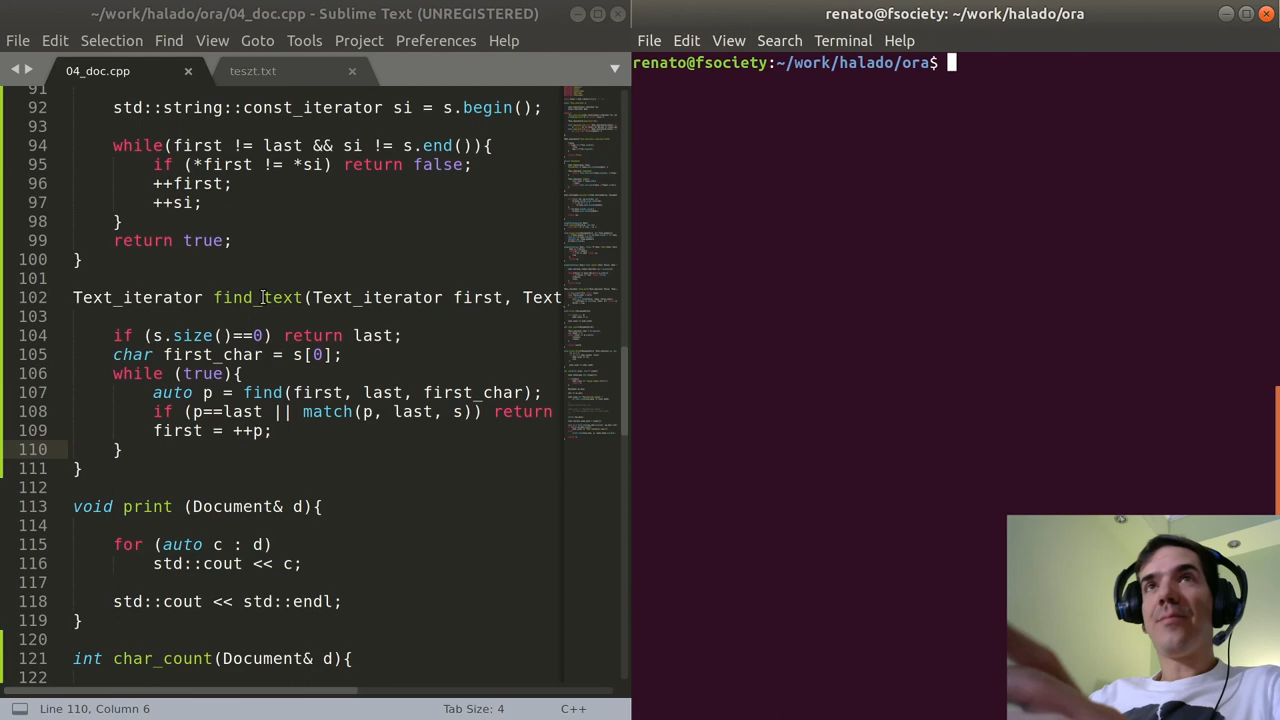 ~/work/halado/ora/04_doc.cpp - Sublime Text (UNREGISTERED)
File Edit Selection Find View Goto Tools Project Preferences Help
04_doc.cpp
teszt.txt
91
92 std::string::const_iterator si = s.begin();
93
94 while(first != last && si != s.end()){
95 if (*first != *si) return false;
96 ++first;
97 ++si;
98 }
99 return true;
100 }
101
102 Text_iterator find_text(Text_iterator first, Text
103
104 if (s.size()==0) return last;
105 char first_char = s[0];
106 while (true){
107 auto p = find(first, last, first_char);
108 if (p==last || match(p, last, s)) return
109 first = ++p;
110 }
111 }
112
113 void print (Document& d){
114
115 for (auto c : d)
116 std::cout << c;
117
118 std::cout << std::endl;
119 }
120
121 int char_count(Document& d){
122
Line 110, Column 6
Tab Size: 4
C++
renato@fsociety: ~/work/halado/ora
File Edit View Search Terminal Help
renato@fsociety:~/work/halado/ora$